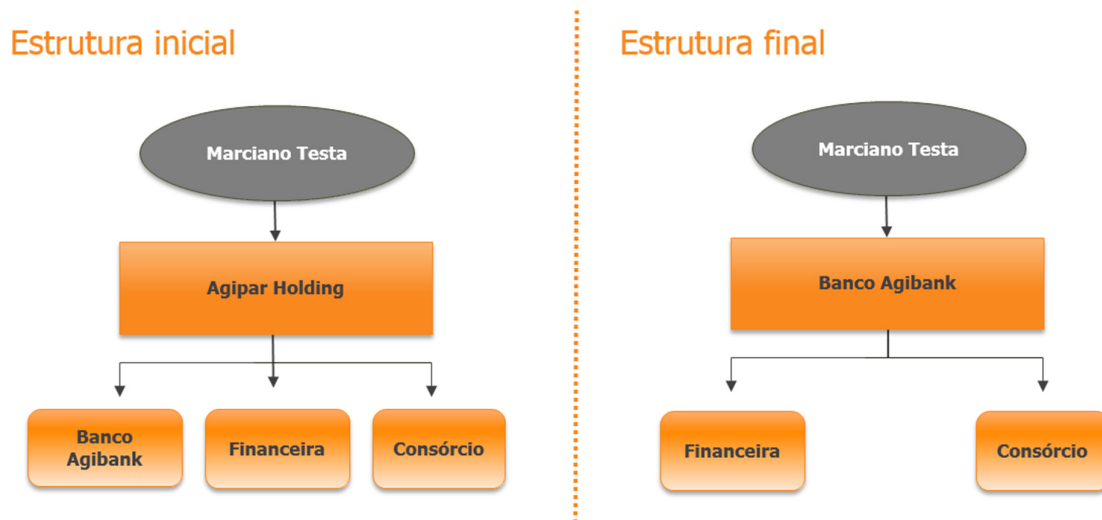 Estrutura inicial
Marciano Testa
Agipar Holding
Banco
Agibank
Financeira
Consórcio
Estrutura final
Marciano Testa
Banco Agibank
Financeira
Consórcio